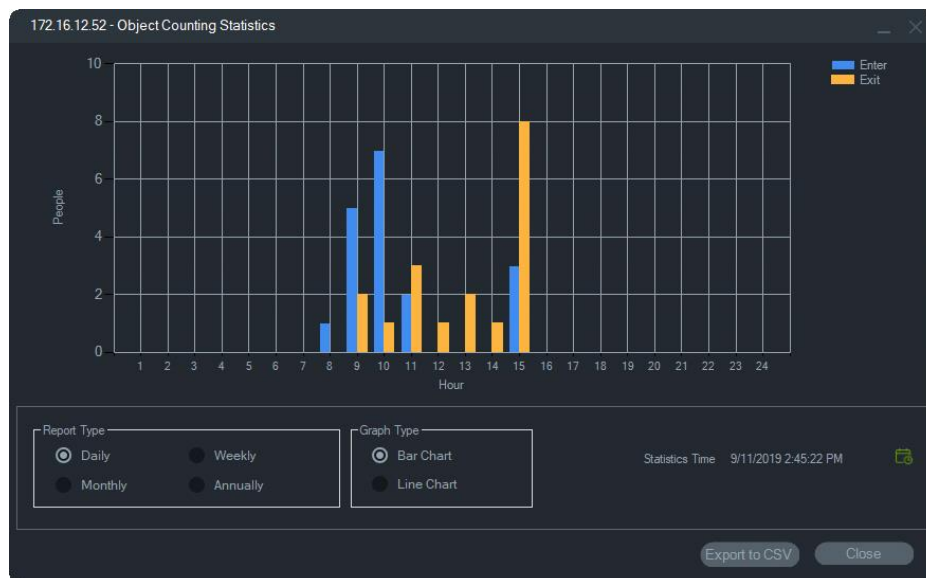 172.16.12.52 - Object Counting Statistics
Enter
Exit
10
8
6
4
2
0
People
1 2 3 4 5 6 7 8 9 10 11 12 13 14 15 16 17 18 19 20 21 22 23 24
Hour
Report Type
Daily
Weekly
Monthly
Annually
Graph Type
Bar Chart
Line Chart
Statistics Time 9/11/2019 2:45:22 PM
Export to CSV
Close